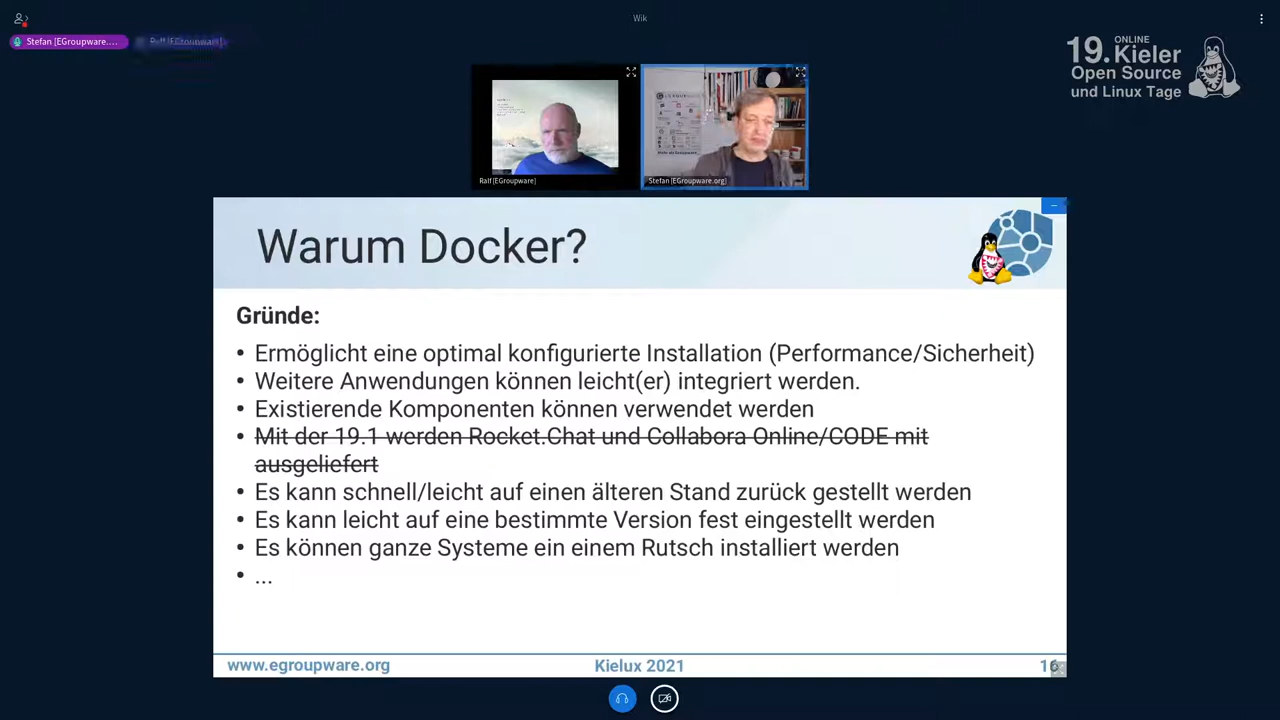 Wik
Stefan [EGroupware....
Ralf [EGroupware]
19. ONLINE Kieler
Open Source
und Linux Tage
Ralf [EGroupware]
Stefan [EGroupware.org]
Warum Docker?
Gründe:
• Ermöglicht eine optimal konfigurierte Installation (Performance/Sicherheit)
• Weitere Anwendungen können leicht(er) integriert werden.
• Existierende Komponenten können verwendet werden
• Mit der 19.1 werden Rocket.Chat und Collabora Online/CODE mit
ausgeliefert
• Es kann schnell/leicht auf einen älteren Stand zurück gestellt werden
• Es kann leicht auf eine bestimmte Version fest eingestellt werden
• Es können ganze Systeme ein einem Rutsch installiert werden
• ...
www.egroupware.org
Kielux 2021
16